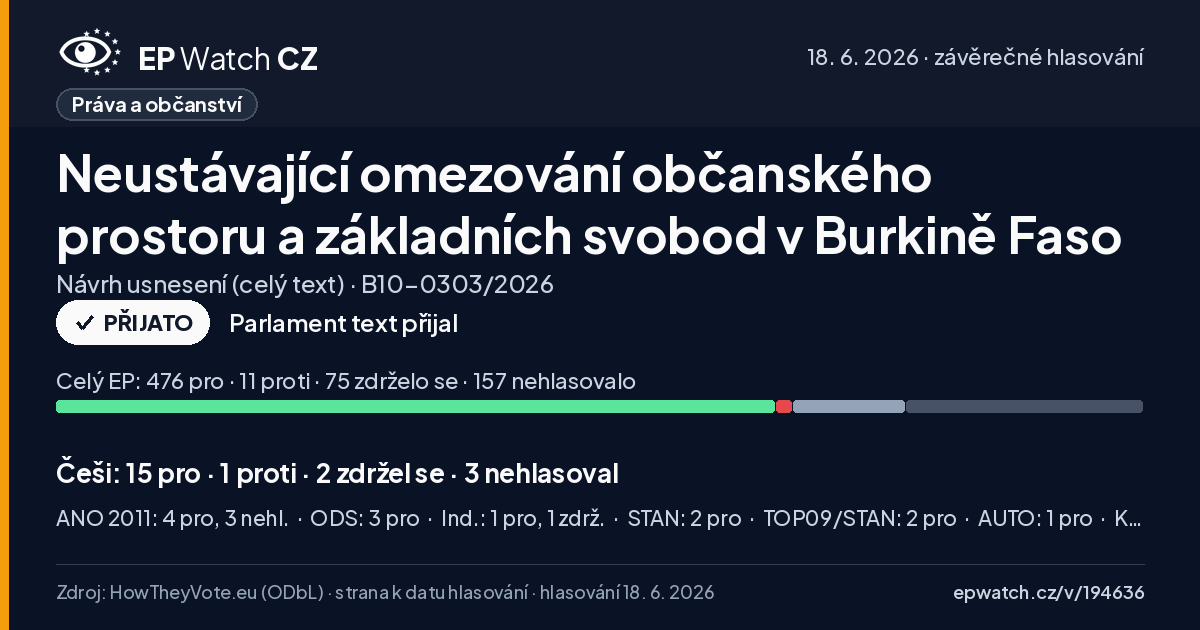 EP Watch CZ
18. 6. 2026 · závěrečné hlasování
Práva a občanství
Neustávající omezování občanského
prostoru a základních svobod v Burkině Faso
Návrh usnesení (celý text) · B10–0303/2026
✓ PŘIJATO Parlament text přijal
Celý EP: 476 pro · 11 proti · 75 zdrželo se · 157 nehlasovalo
Češi: 15 pro · 1 proti · 2 zdržel se · 3 nehlasoval
ANO 2011: 4 pro, 3 nehl. · ODS: 3 pro · Ind.: 1 pro, 1 zdrž. · STAN: 2 pro · TOP09/STAN: 2 pro · AUTO: 1 pro · K…
Zdroj: HowTheyVote.eu (ODbL) · strana k datu hlasování · hlasování 18. 6. 2026
epwatch.cz/v/194636